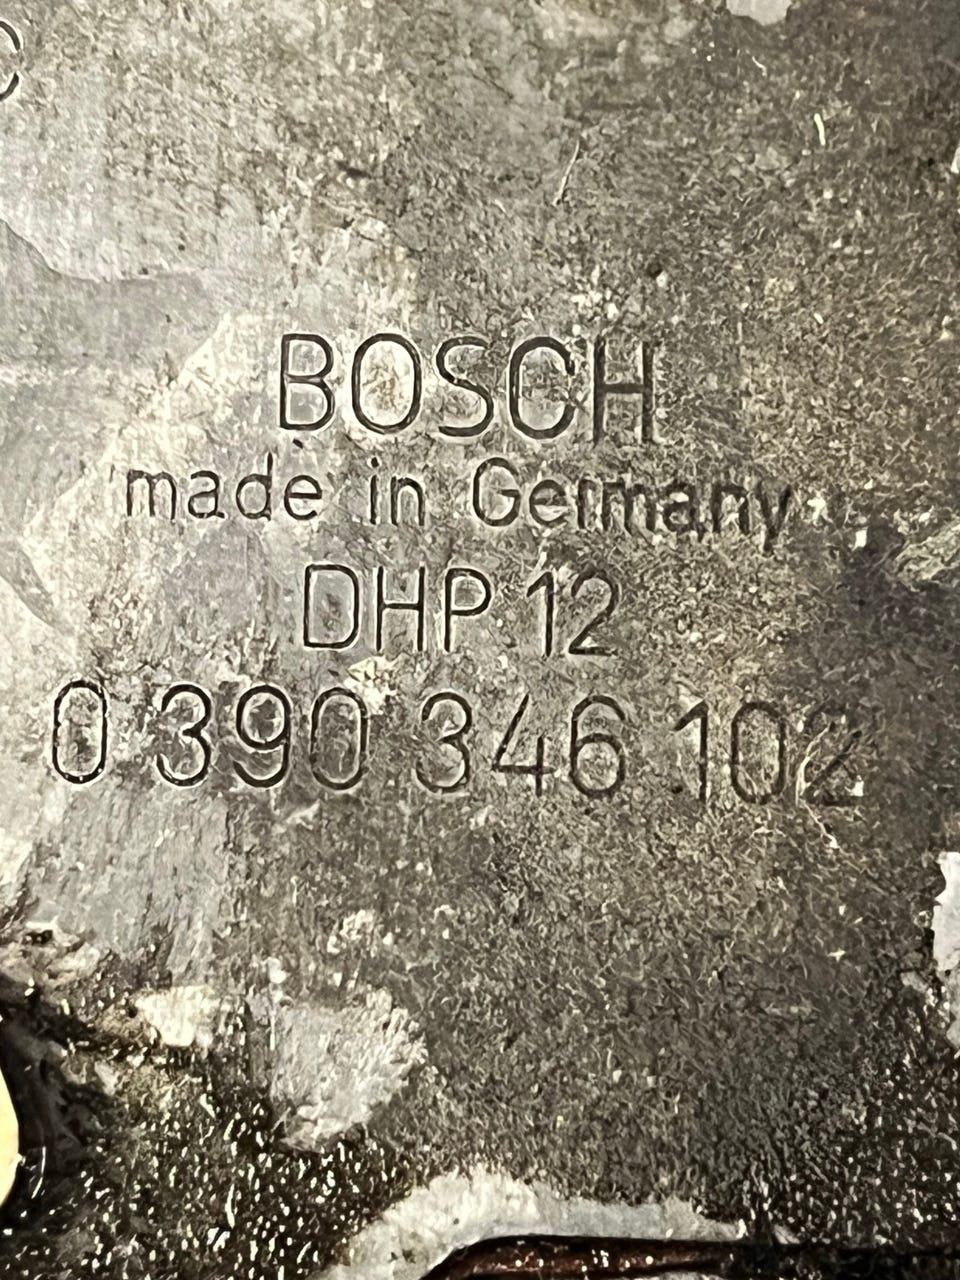 BOSCH
made in Germany
DHP 12
0 390 346 102